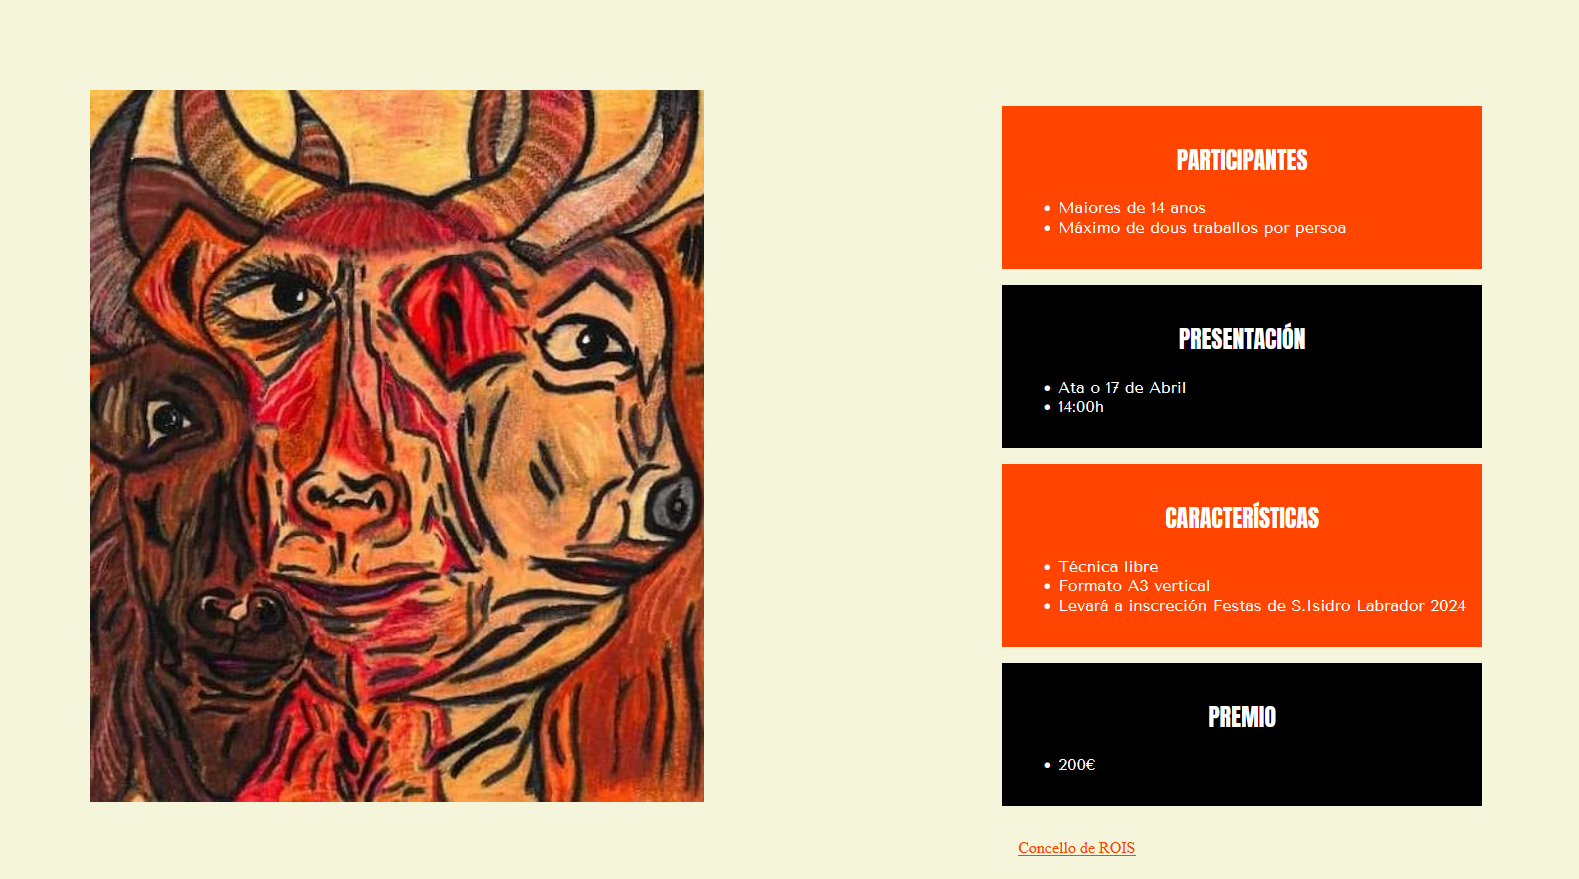 PARTICIPANTES
• Maiores de 14 anos
• Máximo de dous traballos por persoa
PRESENTACIÓN
• Ata o 17 de Abril
• 14:00h
CARACTERÍSTICAS
• Técnica libre
• Formato A3 vertical
• Levará a inscreción Festas de S.Isidro Labrador 2024
PREMIO
• 200€
Concello de ROIS